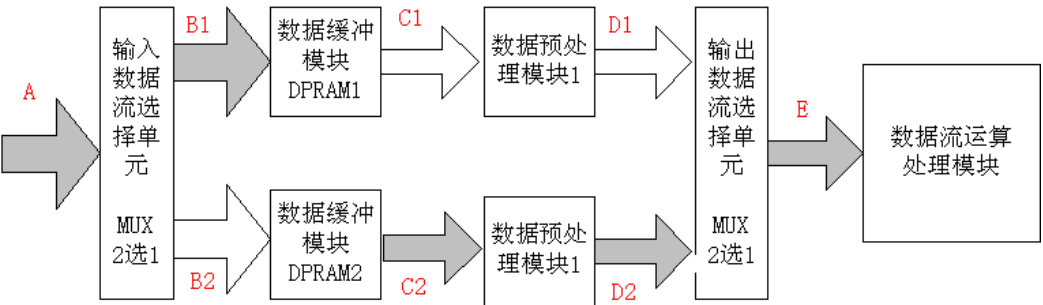 A
输入
数据
流选
择单
元
MUX
2选1
B1
B2
数据缓冲
模块
DPRAM1
数据缓冲
模块
DPRAM2
C1
C2
数据预处
理模块1
数据预处
理模块1
D1
D2
输出
数据
流选
择单
元
MUX
2选1
E
数据流运算
处理模块